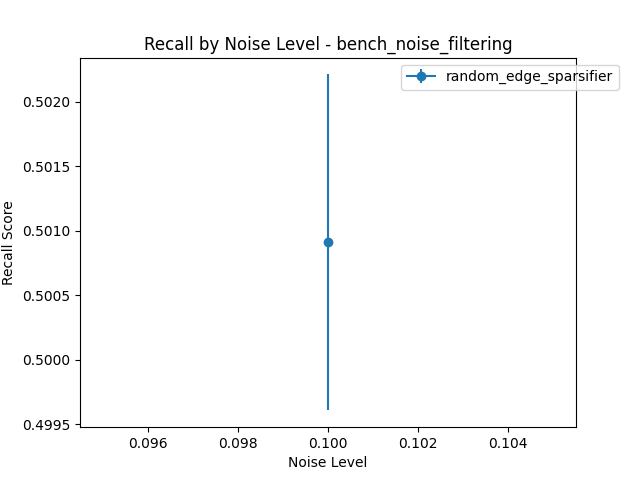 Recall by Noise Level - bench_noise_filtering
random_edge_sparsifier
0.5020
0.5015
0.5010
0.5005
0.5000
0.4995
Recall Score
0.096 0.098 0.100 0.102 0.104
Noise Level